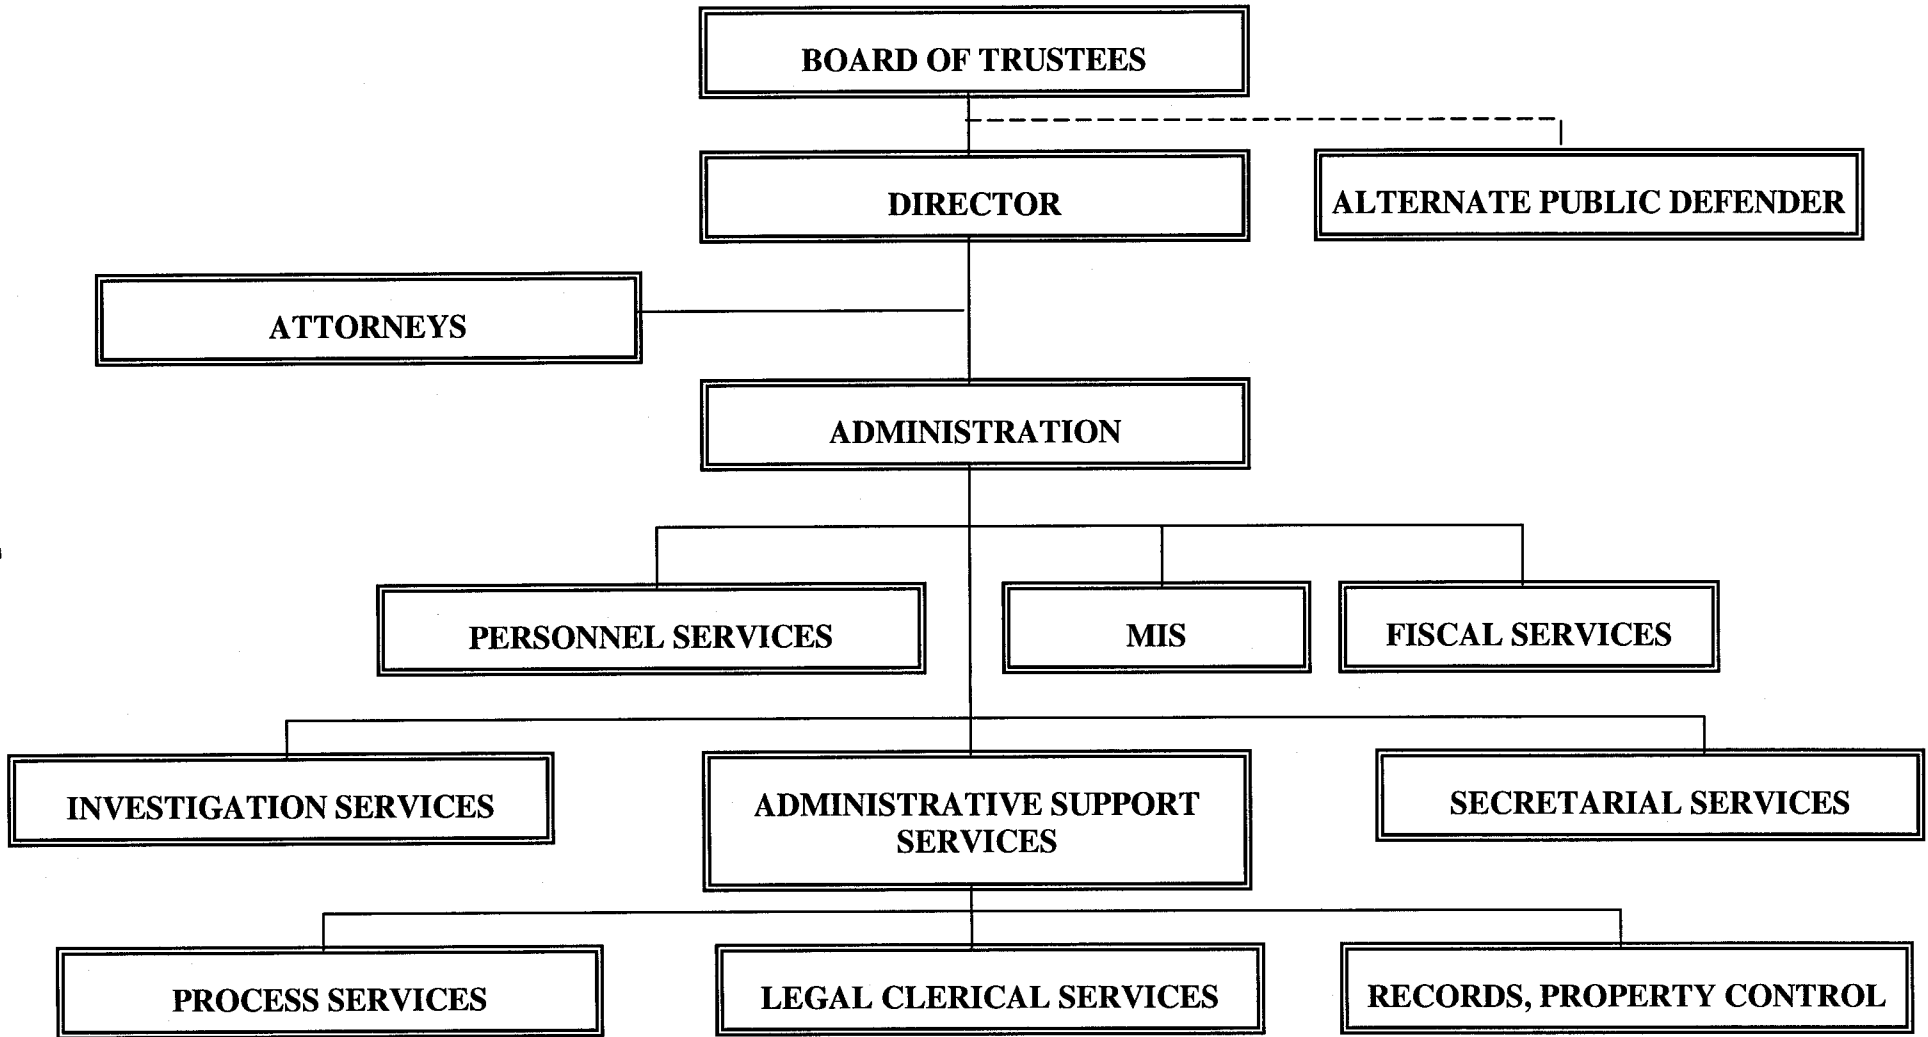 BOARD OF TRUSTEES
DIRECTOR
ALTERNATE PUBLIC DEFENDER
ATTORNEYS
ADMINISTRATION
PERSONNEL SERVICES
MIS
FISCAL SERVICES
INVESTIGATION SERVICES
ADMINISTRATIVE SUPPORT
SERVICES
SECRETARIAL SERVICES
PROCESS SERVICES
LEGAL CLERICAL SERVICES
RECORDS, PROPERTY CONTROL